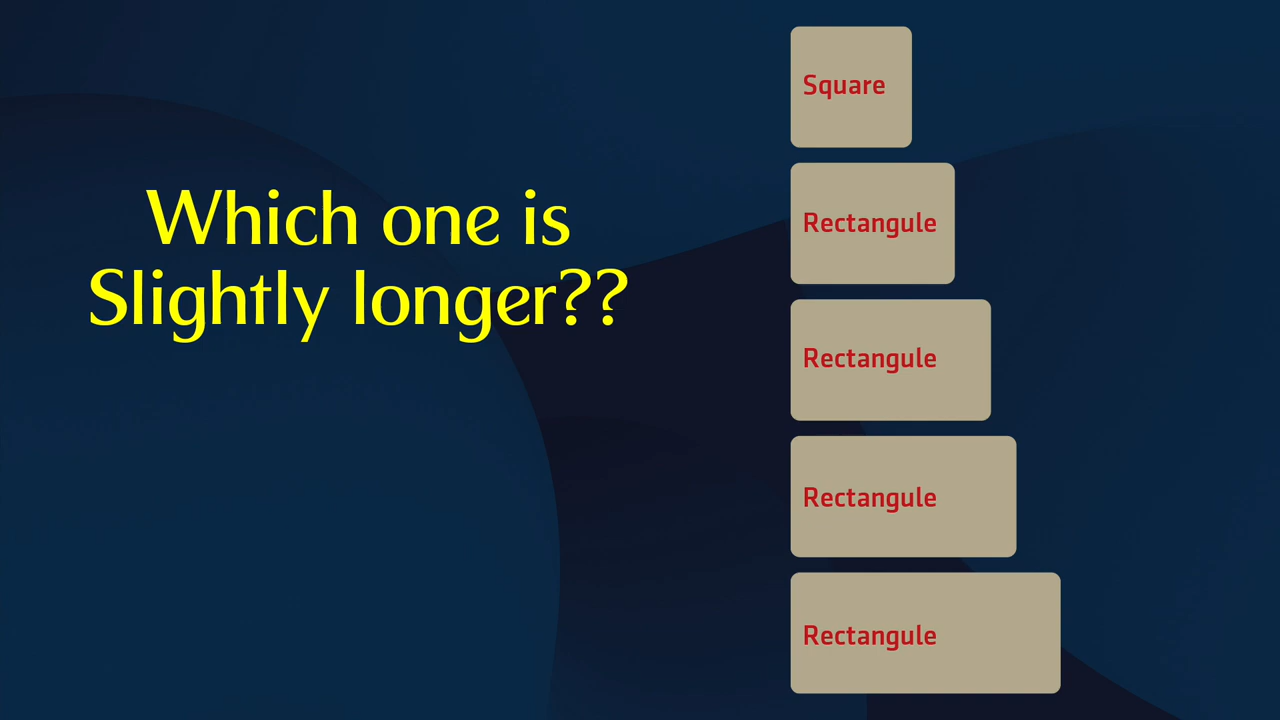 Which one is
Slightly longer??
Square
Rectangule
Rectangule
Rectangule
Rectangule